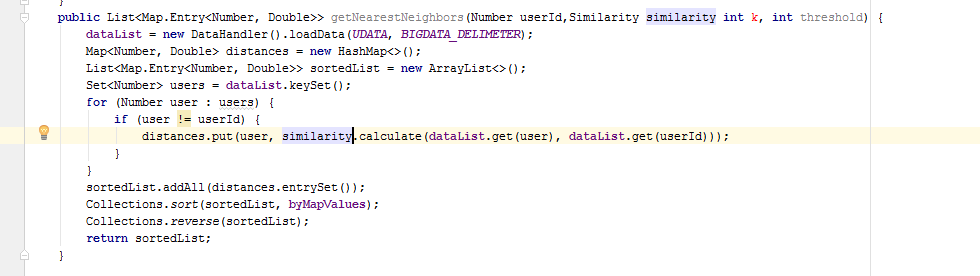 }
public List<Map.Entry<Number, Double>> getNearestNeighbors(Number userId,Similarity similarity int k, int threshold) {
dataList = new DataHandler().loadData(UDATA, BIGDATA_DELIMETER);
Map<Number, Double> distances = new HashMap<>();
List<Map.Entry<Number, Double>> sortedList = new ArrayList<>();
Set<Number> users = dataList.keySet();
for (Number user : users) {
if (user != userId) {
distances.put(user, similarity.calculate(dataList.get(user), dataList.get(userId)));
}
}
sortedList.addAll(distances.entrySet());
Collections.sort(sortedList, byMapValues);
Collections.reverse(sortedList);
return sortedList;
}